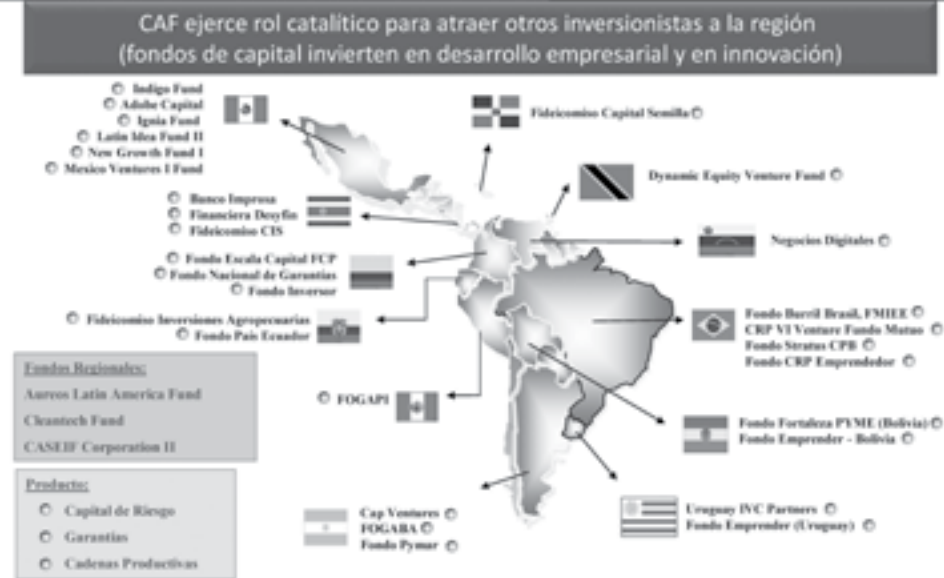 CAF ejerce rol catalítico para atraer otros inversionistas a la región
(fondos de capital invierten en desarrollo empresarial y en innovación)
Indigo Fund
Adobe Capital
Ignia Fund
Latin Idea Fund II
New Growth Fund I
Mexico Ventures I Fund
Fideicomiso Capital Semilla
Dynamic Equity Venture Fund
Banco Improsa
Financiera Desyfin
Fideicomiso CIS
Negocios Digitales
Fondo Escala Capital FCP
Fondo Nacional de Garantías
Fondo Inversor
Fideicomiso Inversiones Agropecuarias
Fondo País Ecuador
Fondo Burril Brasil, FMIEE
CRP VI Venture Fundo Mutuo
Fondo Stratus CPB
Fondo CRP Emprendedor
Fondos Regionales:
Aureos Latin America Fund
Cleantech Fund
CASEIF Corporation II
FOGAPI
Fondo Fortaleza PYME (Bolivia)
Fondo Emprender - Bolivia
Producto:
Capital de Riesgo
Garantías
Cadenas Productivas
Cap Ventures
FOGABA
Fondo Pymar
Uruguay IVC Partners
Fondo Emprender (Uruguay)